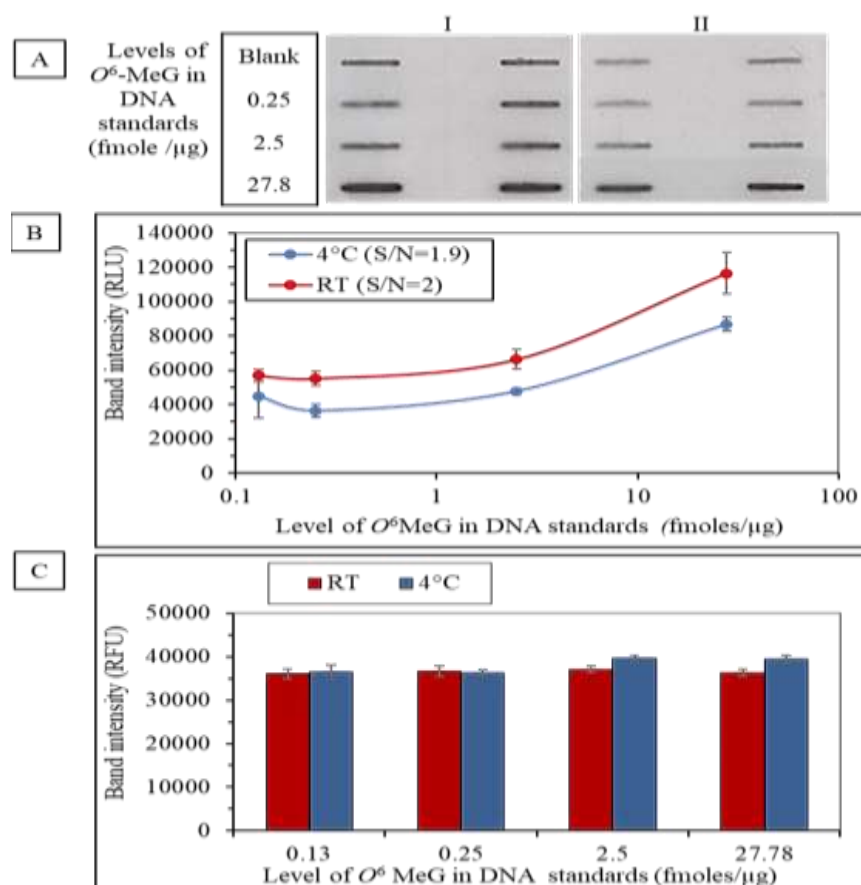 I II
A
Levels of
O⁶-MeG in
DNA
standards
(fmole /µg)
Blank
0.25
2.5
27.8
B
140000
120000
100000
80000
60000
40000
20000
0
Band intensity (RLU)
4°C (S/N=1.9)
RT (S/N=2)
0.1 1 10 100
Level of O⁶MeG in DNA standards (fmoles/µg)
C
RT 4°C
50000
40000
30000
20000
10000
0
Band intensity (RFU)
0.13 0.25 2.5 27.78
Level of O⁶ MeG in DNA standards (fmoles/µg)